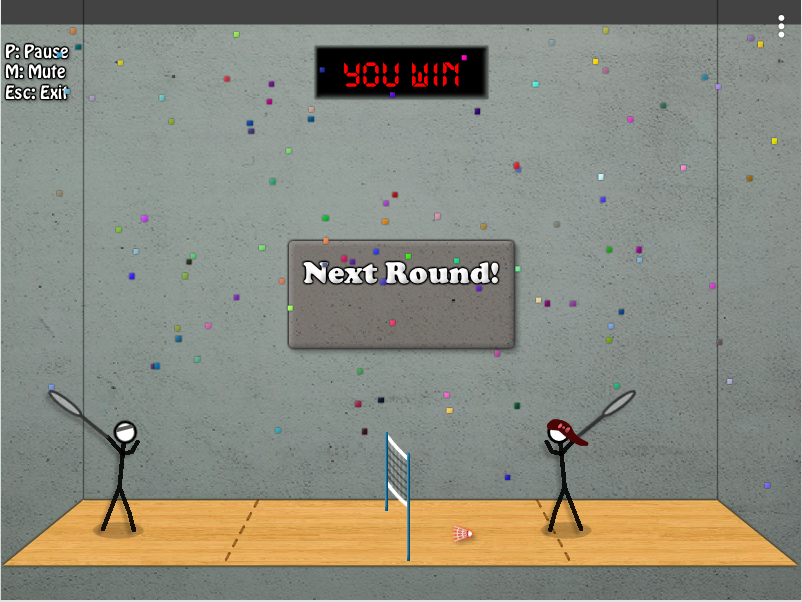 P: Pause
M: Mute
Esc: Exit
YOU WIN
Next Round!